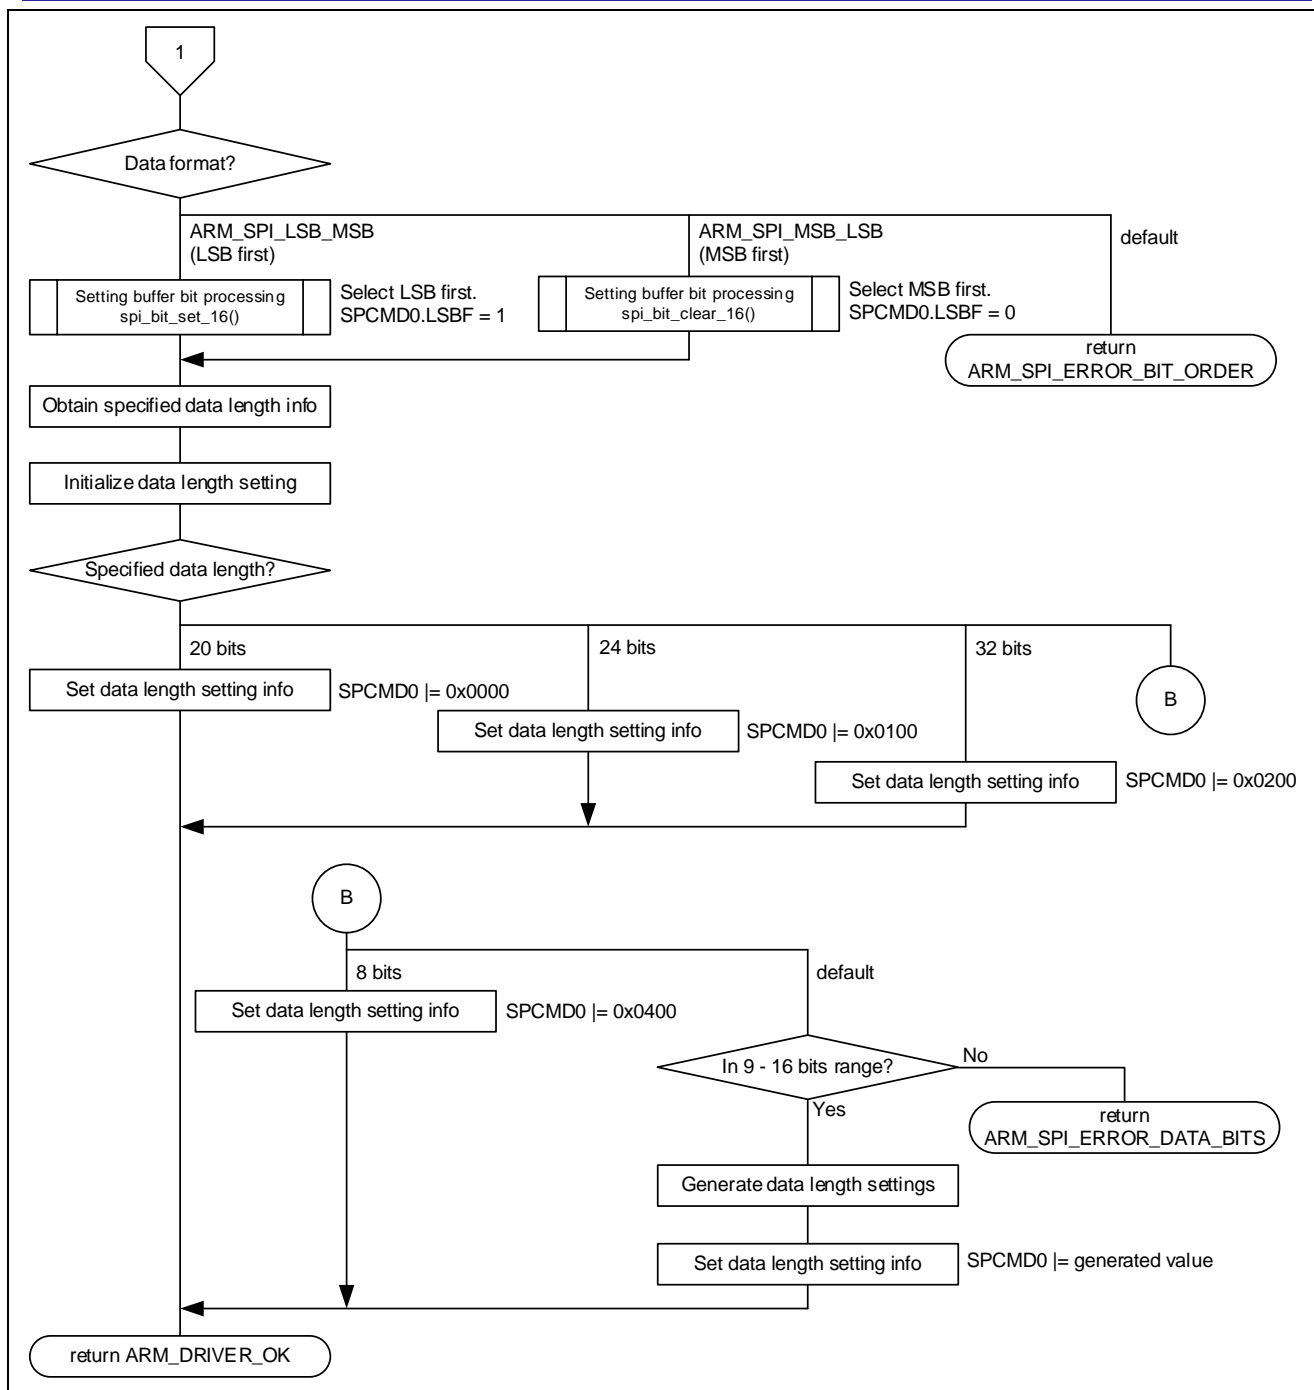 1
Data format?
ARM_SPI_LSB_MSB
(LSB first)
ARM_SPI_MSB_LSB
(MSB first)
default
Setting buffer bit processing
spi_bit_set_16()
Select LSB first.
SPCMD0.LSBF = 1
Setting buffer bit processing
spi_bit_clear_16()
Select MSB first.
SPCMD0.LSBF = 0
return
ARM_SPI_ERROR_BIT_ORDER
Obtain specified data length info
Initialize data length setting
Specified data length?
20 bits
24 bits
32 bits
B
Set data length setting info
SPCMD0 |= 0x0000
Set data length setting info
SPCMD0 |= 0x0100
Set data length setting info
SPCMD0 |= 0x0200
B
8 bits
default
Set data length setting info
SPCMD0 |= 0x0400
In 9 - 16 bits range?
No
Yes
return
ARM_SPI_ERROR_DATA_BITS
Generate data length settings
Set data length setting info
SPCMD0 |= generated value
return ARM_DRIVER_OK